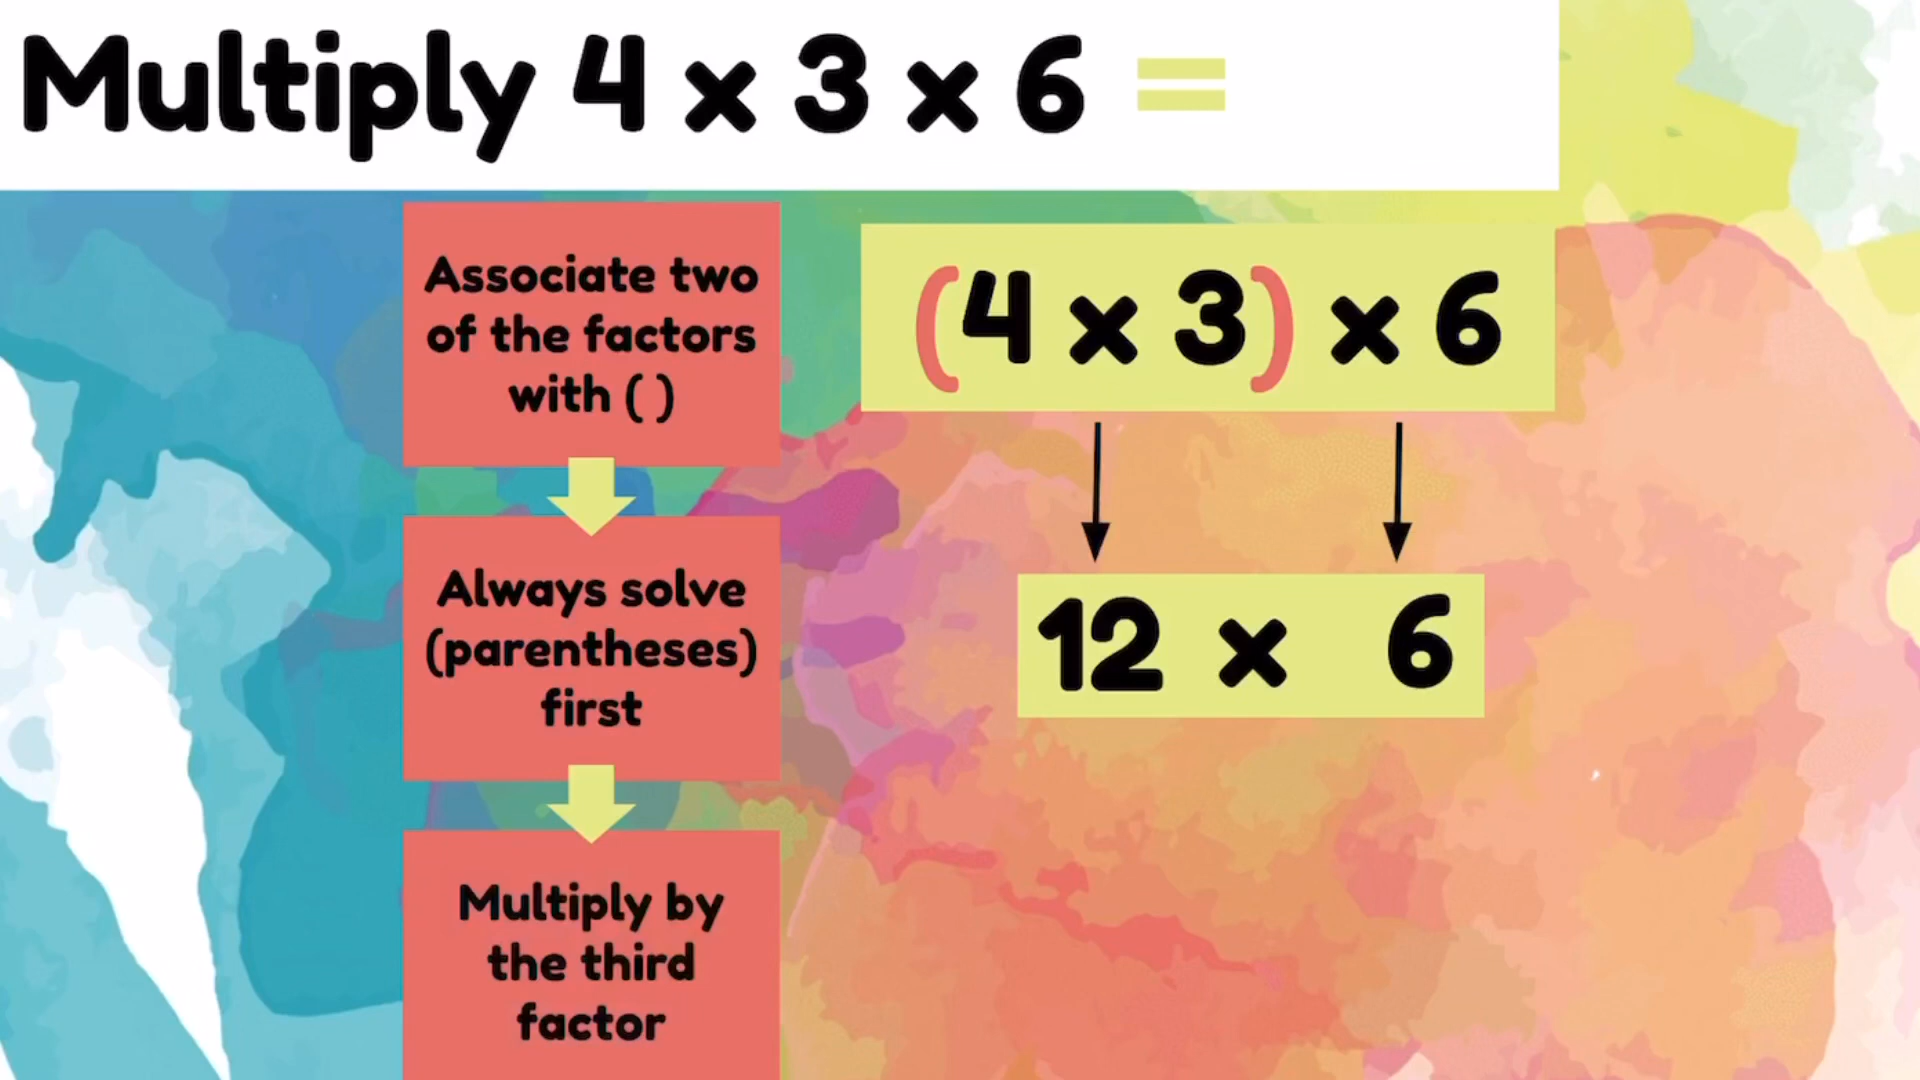 Multiply 4 x 3 x 6 =
Associate two
of the factors
with ( )
Always solve
(parentheses)
first
Multiply by
the third
factor
(4 x 3) x 6
12 x 6